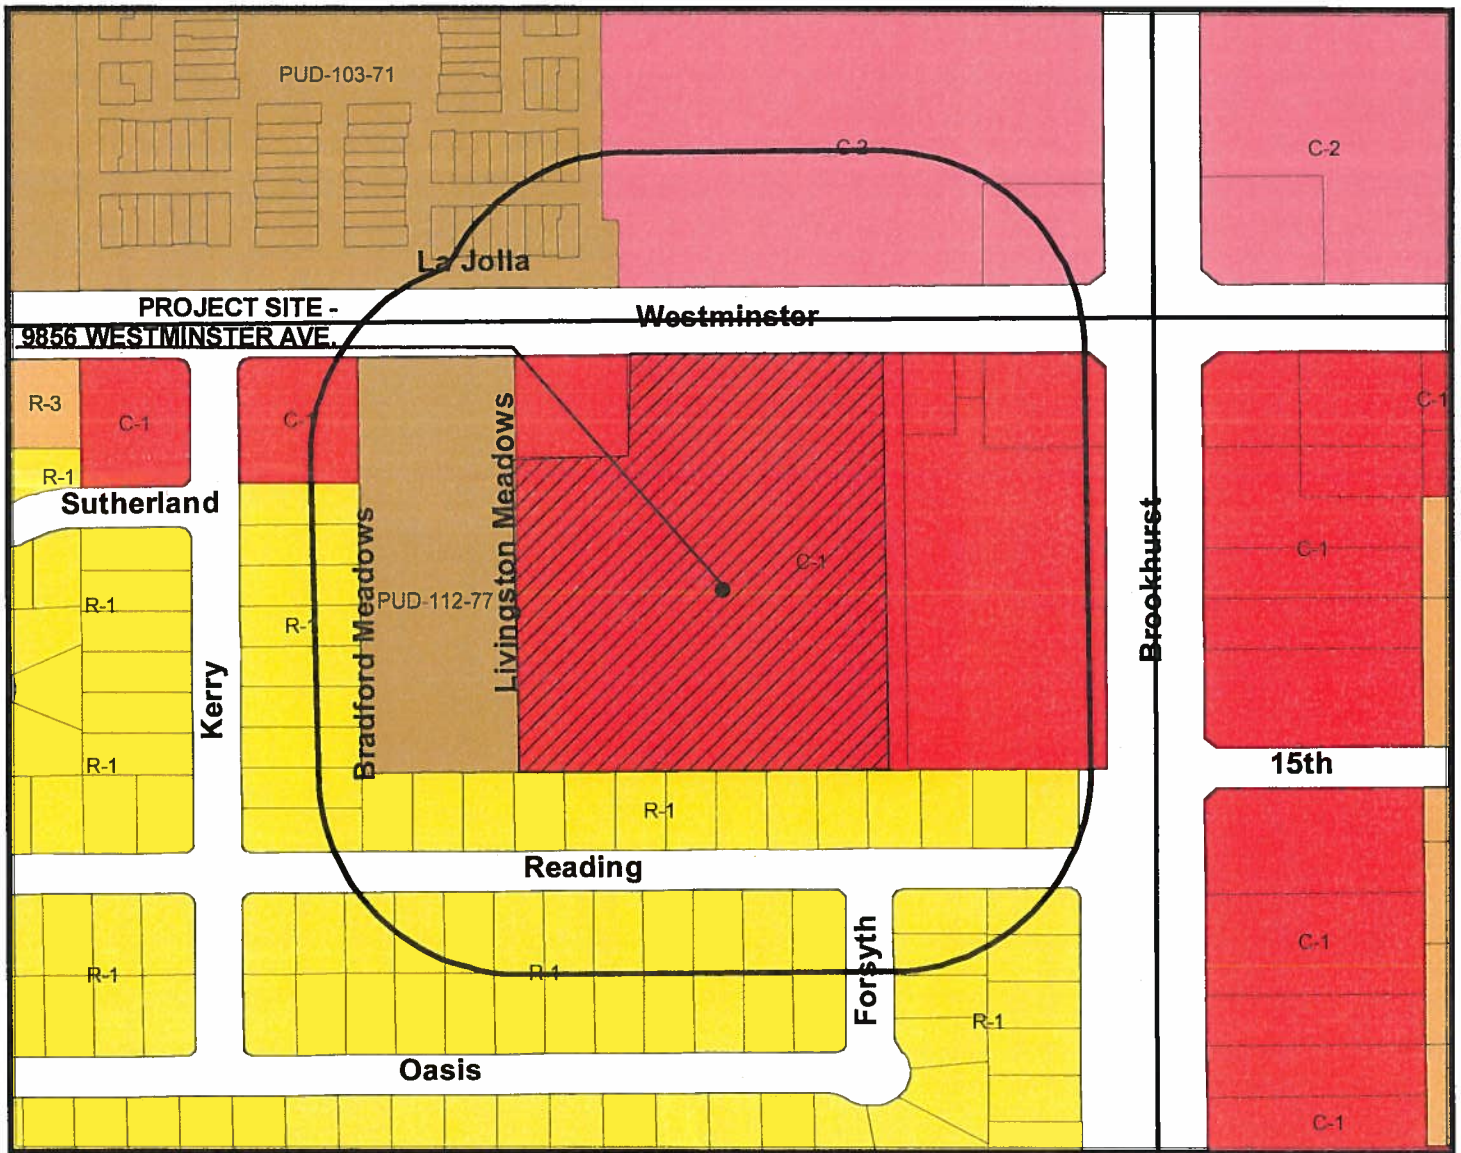 PUD-103-71
C-2
C-2
La Jolla
PROJECT SITE -
9856 WESTMINSTER AVE.
Westminster
R-3
C-1
C-1
C-1
R-1
Sutherland
Livingston Meadows
Bradford Meadows
Brookhurst
C-1
C-1
PUD-112-77
R-1
R-1
Kerry
R-1
15th
R-1
Reading
Forsyth
C-1
R-1
R-1
R-1
Oasis
C-1